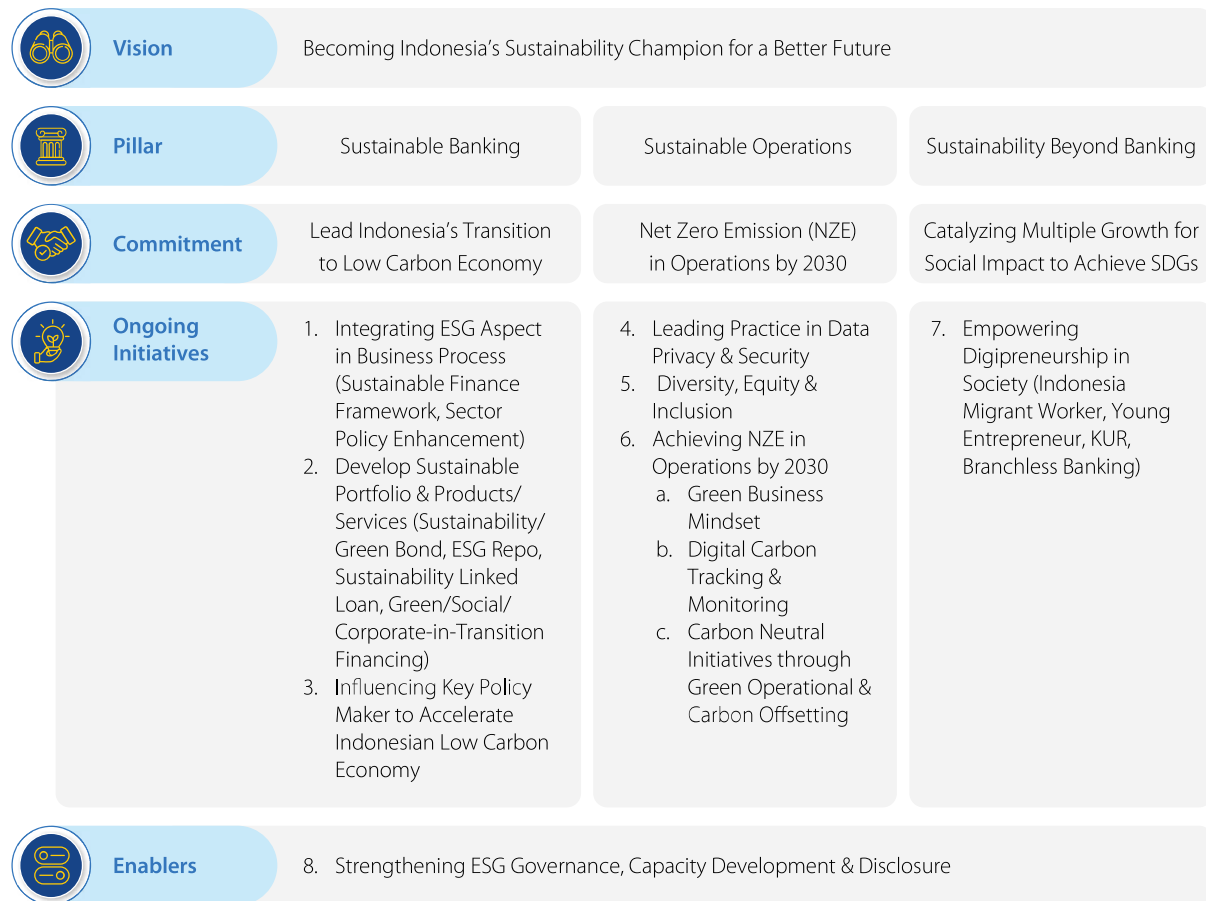 Vision
Becoming Indonesia's Sustainability Champion for a Better Future
Pillar
Sustainable Banking
Sustainable Operations
Sustainability Beyond Banking
Commitment
Lead Indonesia's Transition
to Low Carbon Economy
Net Zero Emission (NZE)
in Operations by 2030
Catalyzing Multiple Growth for
Social Impact to Achieve SDGs
Ongoing
Initiatives
1. Integrating ESG Aspect
in Business Process
(Sustainable Finance
Framework, Sector
Policy Enhancement)
2. Develop Sustainable
Portfolio & Products/
Services (Sustainability/
Green Bond, ESG Repo,
Sustainability Linked
Loan, Green/Social/
Corporate-in-Transition
Financing)
3. Influencing Key Policy
Maker to Accelerate
Indonesian Low Carbon
Economy
4. Leading Practice in Data
Privacy & Security
5. Diversity, Equity &
Inclusion
6. Achieving NZE in
Operations by 2030
a. Green Business
Mindset
b. Digital Carbon
Tracking &
Monitoring
c. Carbon Neutral
Initiatives through
Green Operational &
Carbon Offsetting
7. Empowering
Digipreneurship in
Society (Indonesia
Migrant Worker, Young
Entrepreneur, KUR,
Branchless Banking)
Enablers
8. Strengthening ESG Governance, Capacity Development & Disclosure